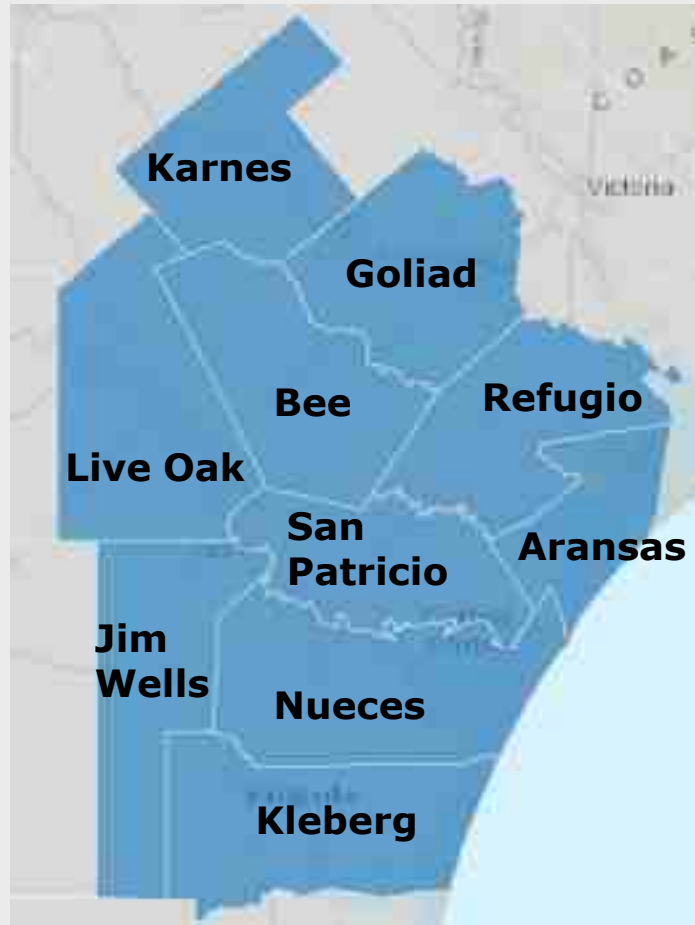 Karnes
Victoria
Goliad
Bee
Refugio
Live Oak
San
Patricio
Aransas
Jim
Wells
Nueces
Kleberg